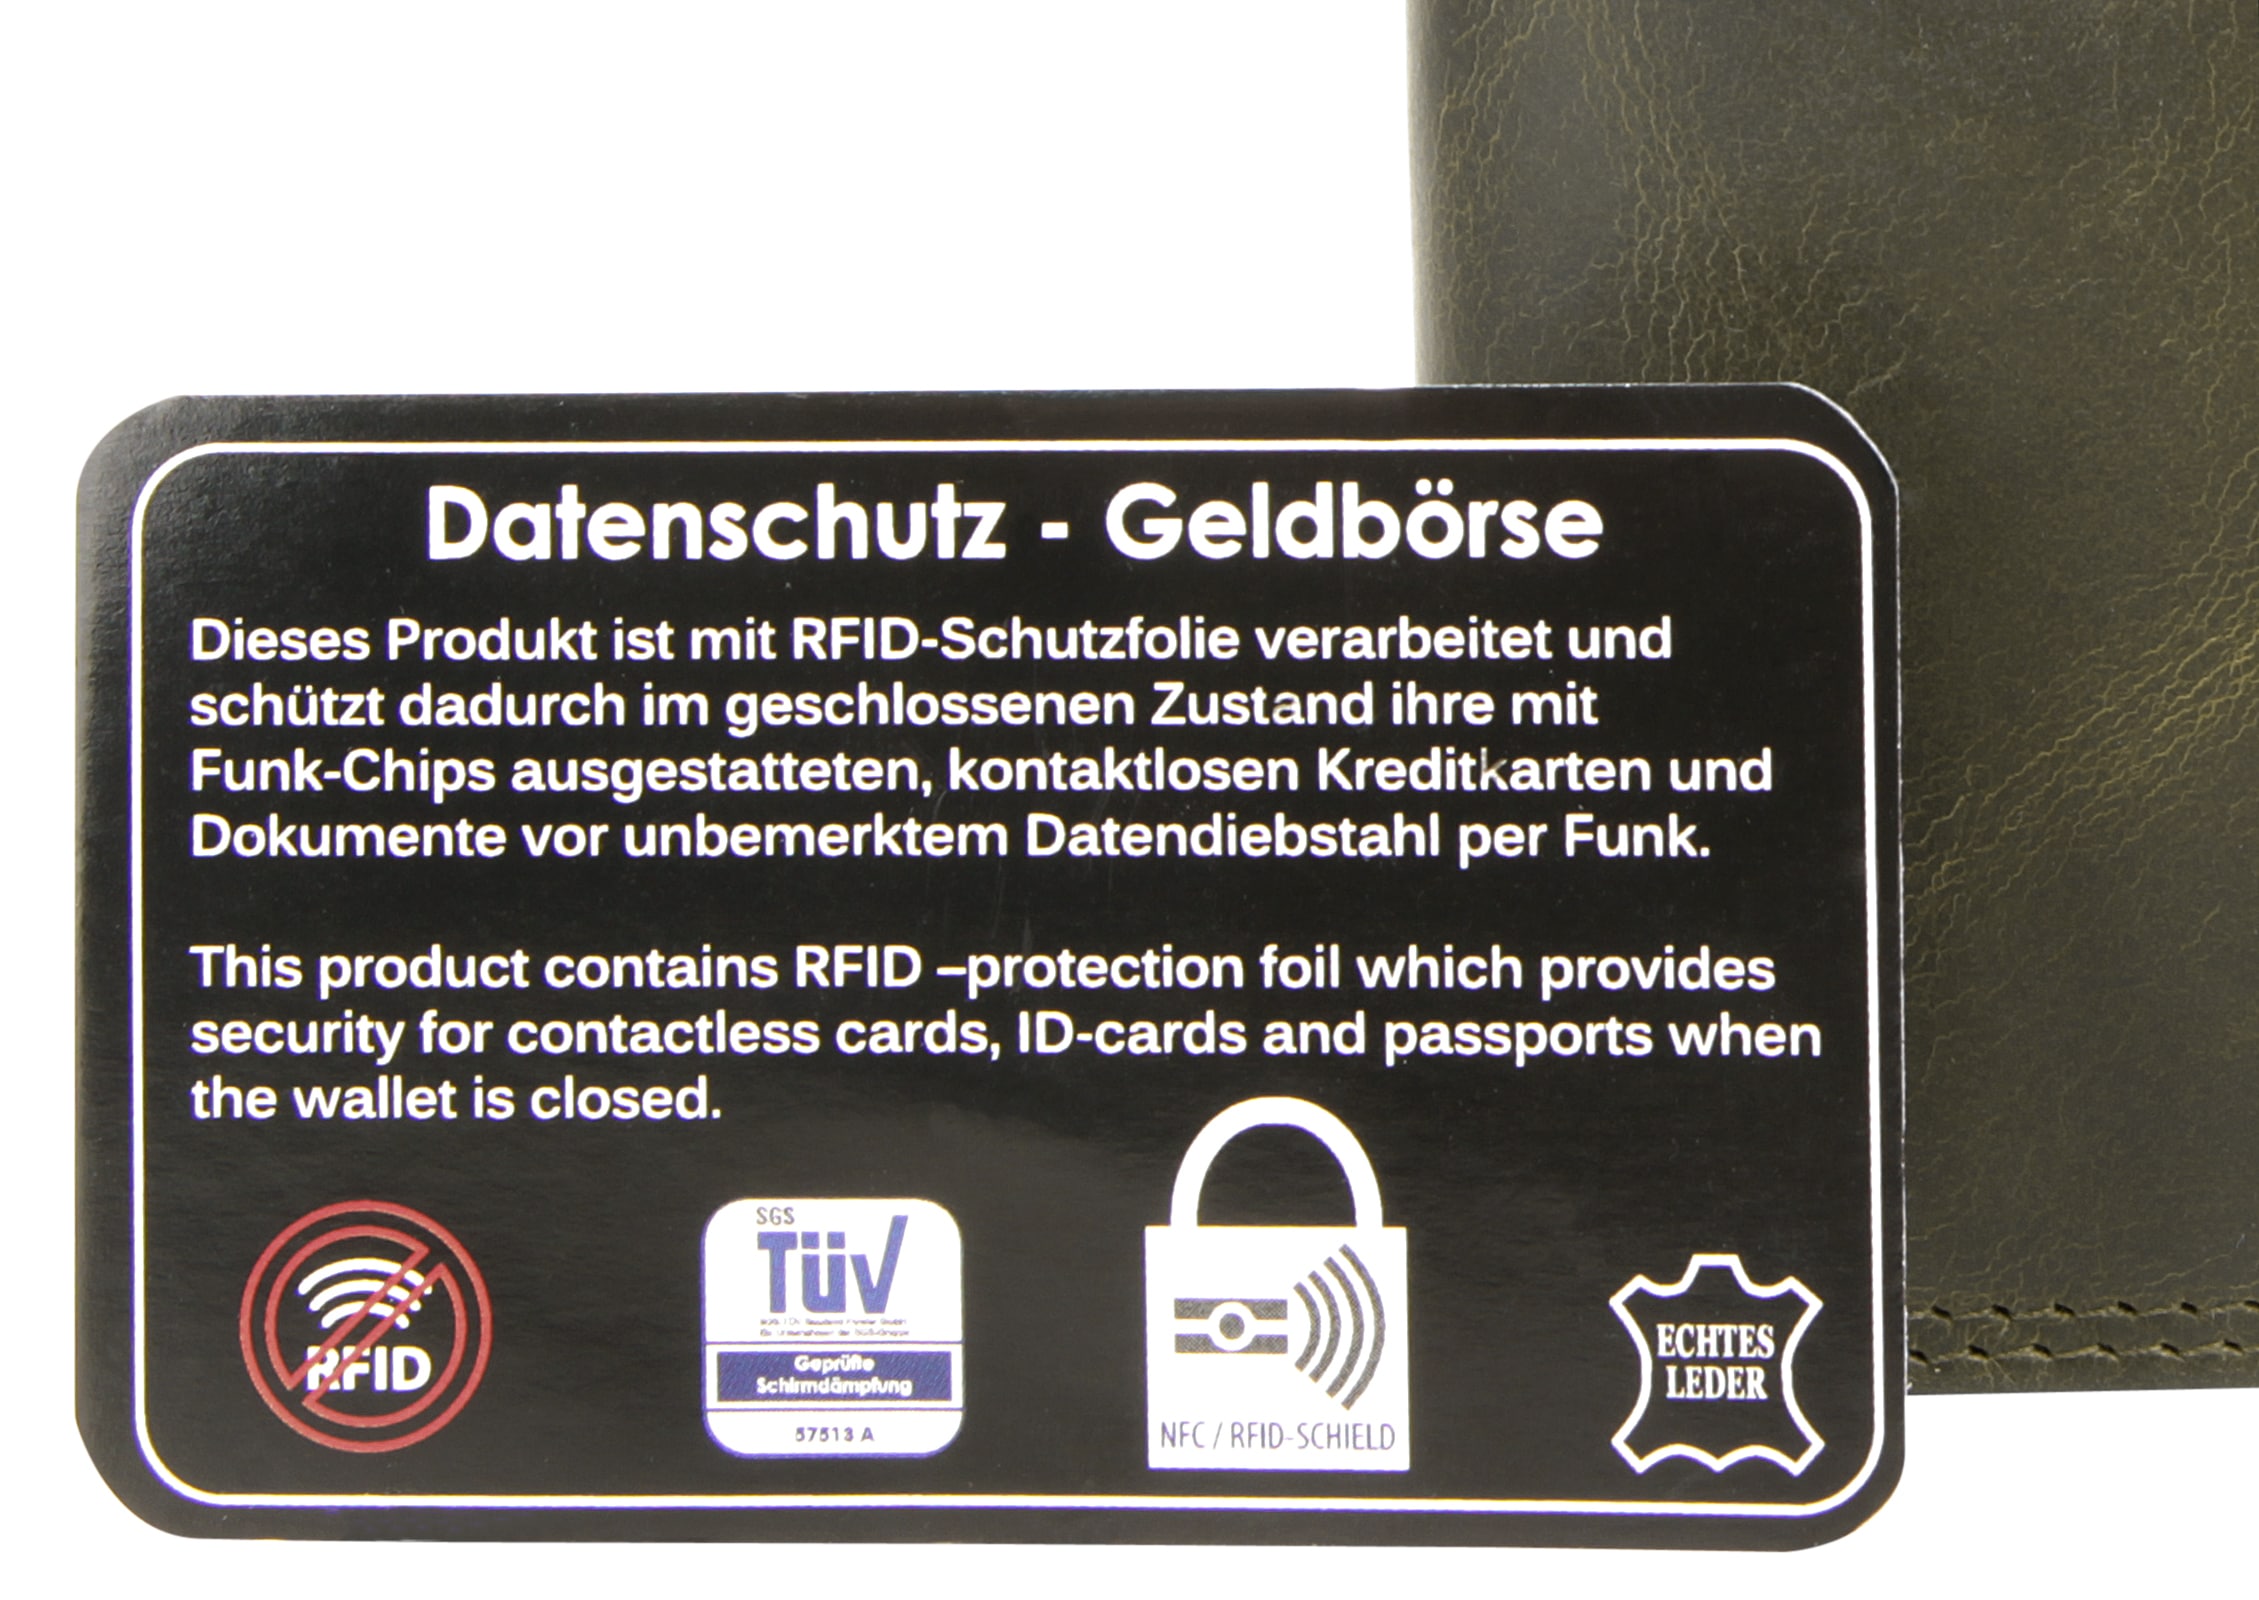 Datenschutz - Geldbörse
Dieses Produkt ist mit RFID-Schutzfolie verarbeitet und
schützt dadurch im geschlossenen Zustand ihre mit
Funk-Chips ausgestatteten, kontaktlosen Kreditkarten und
Dokumente vor unbemerktem Datendiebstahl per Funk.
This product contains RFID –protection foil which provides
security for contactless cards, ID-cards and passports when
the wallet is closed.
RFID
SGS
TÜV
Geprüfte
Schirmdämpfung
57513 A
NFC / RFID-SCHIELD
ECHTES
LEDER